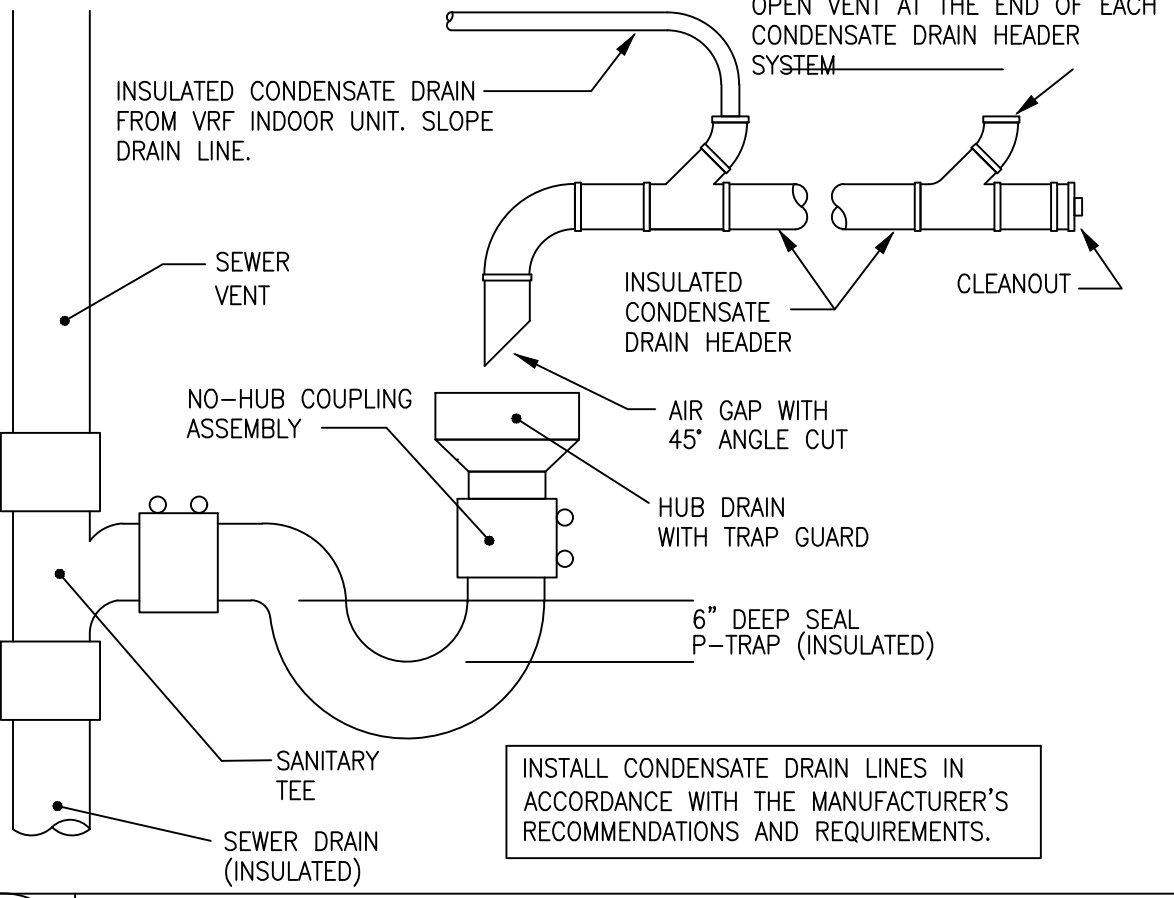 OPEN VENT AT THE END OF EACH
CONDENSATE DRAIN HEADER
SYSTEM
INSULATED CONDENSATE DRAIN
FROM VRF INDOOR UNIT. SLOPE
DRAIN LINE.
SEWER
VENT
INSULATED
CONDENSATE
DRAIN HEADER
CLEANOUT
NO-HUB COUPLING
ASSEMBLY
AIR GAP WITH
45° ANGLE CUT
HUB DRAIN
WITH TRAP GUARD
6" DEEP SEAL
P-TRAP (INSULATED)
SANITARY
TEE
INSTALL CONDENSATE DRAIN LINES IN
ACCORDANCE WITH THE MANUFACTURER'S
RECOMMENDATIONS AND REQUIREMENTS.
SEWER DRAIN
(INSULATED)